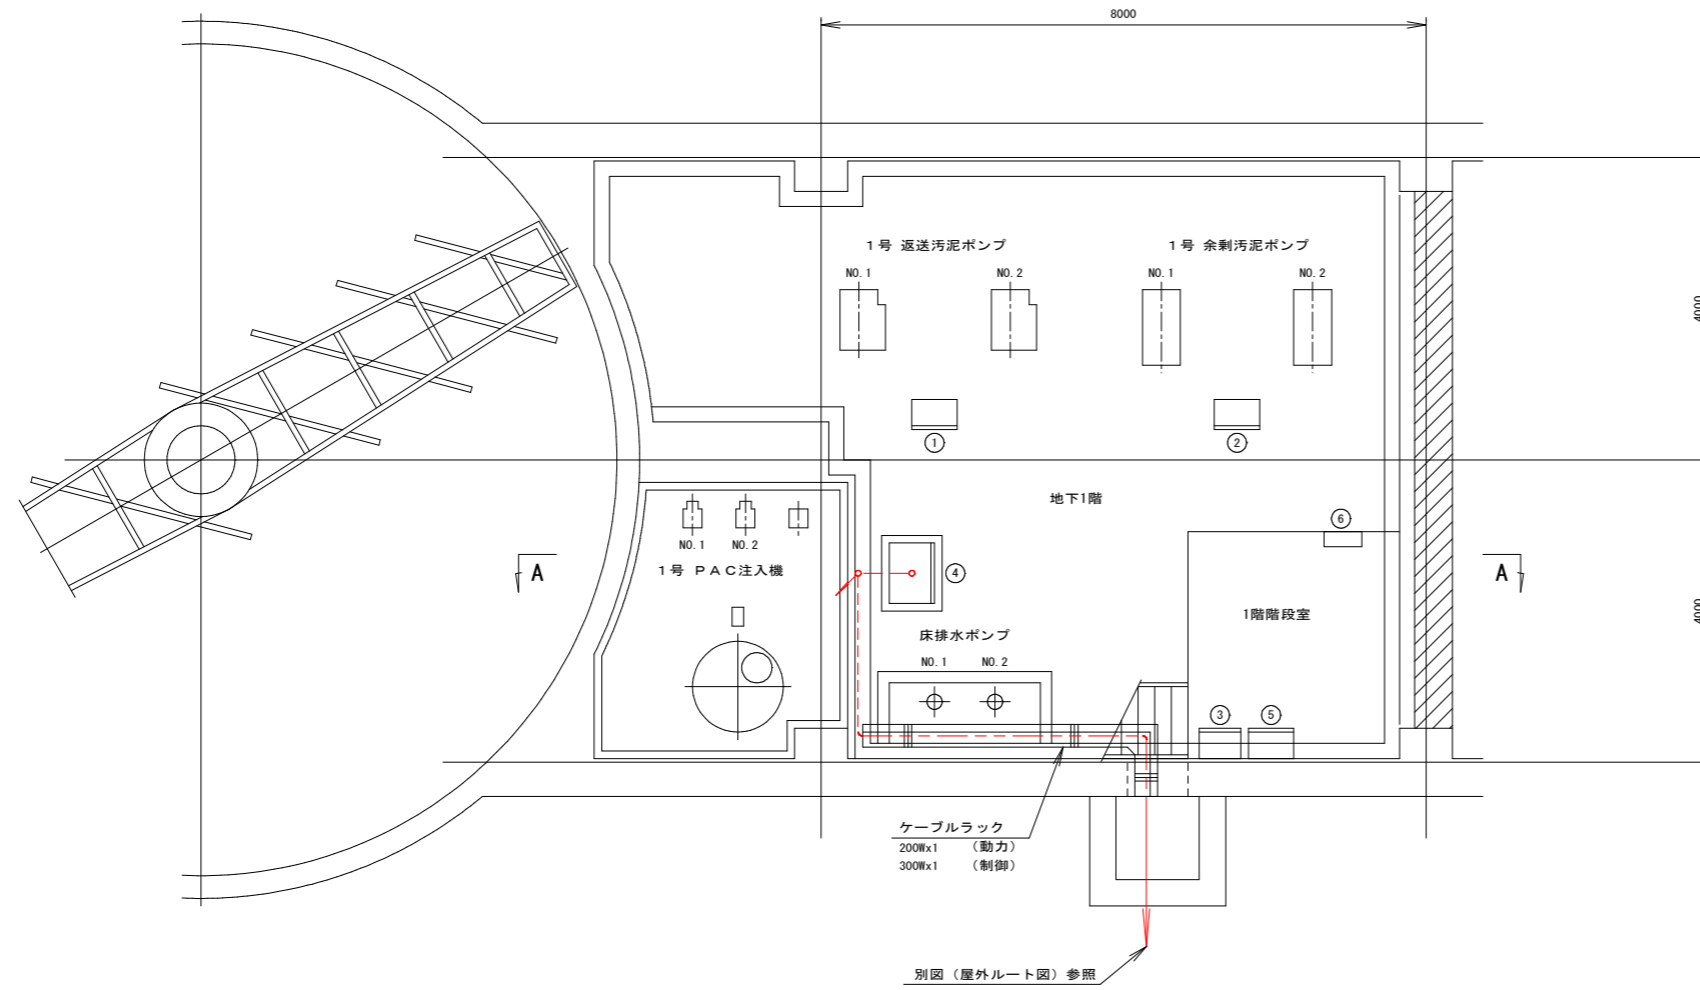 8000
1号 返送汚泥ポンプ
1号 余剰汚泥ポンプ
NO.1
NO.2
NO.1
NO.2
4000
①
②
地下1階
⑥
NO.1
NO.2
1号 PAC注入機
A
④
A
1階階段室
4000
床排水ポンプ
NO.1
NO.2
③
⑤
ケーブルラック
200Wx1 (動力)
300Wx1 (制御)
別図(屋外ルート図)参照